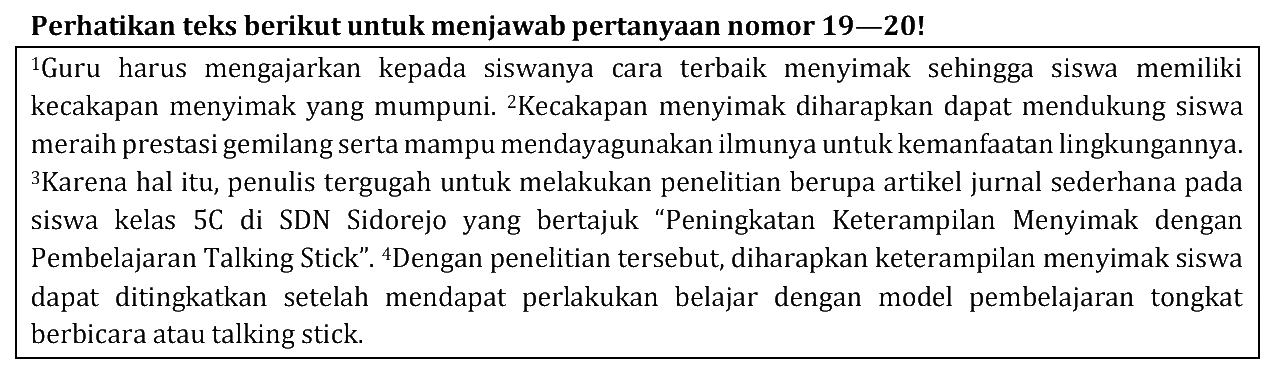 Perhatikan teks berikut untuk menjawab pertanyaan nomor 19—20!
¹Guru harus mengajarkan kepada siswanya cara terbaik menyimak sehingga siswa memiliki
kecakapan menyimak yang mumpuni. ²Kecakapan menyimak diharapkan dapat mendukung siswa
meraih prestasi gemilang serta mampu mendayagunakan ilmunya untuk kemanfaatan lingkungannya.
³Karena hal itu, penulis tergugah untuk melakukan penelitian berupa artikel jurnal sederhana pada
siswa kelas 5C di SDN Sidorejo yang bertajuk “Peningkatan Keterampilan Menyimak dengan
Pembelajaran Talking Stick”. ⁴Dengan penelitian tersebut, diharapkan keterampilan menyimak siswa
dapat ditingkatkan setelah mendapat perlakukan belajar dengan model pembelajaran tongkat
berbicara atau talking stick.